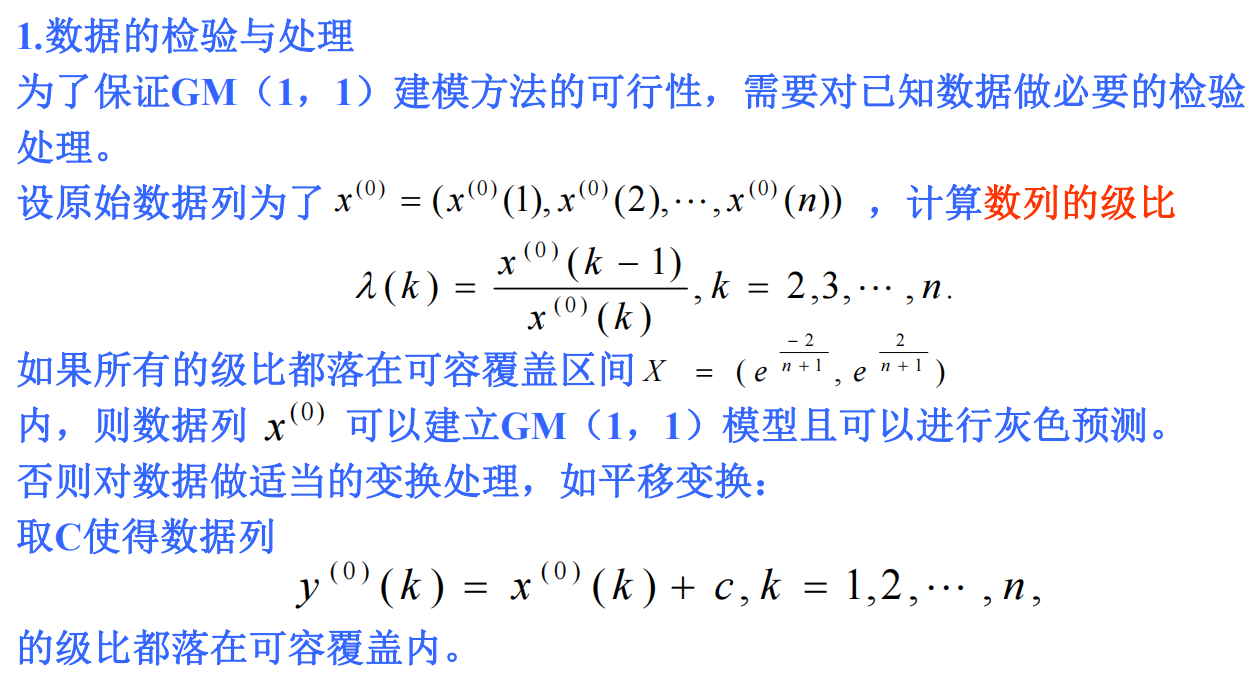 1.数据的检验与处理
为了保证GM（1，1）建模方法的可行性，需要对已知数据做必要的检验
处理。
设原始数据列为了 x^(0) = (x^(0)(1), x^(0)(2), ⋯, x^(0)(n)) ，计算数列的级比
λ(k) = x^(0)(k − 1) / x^(0)(k), k = 2,3,⋯,n.
如果所有的级比都落在可容覆盖区间 X = (e^(−2/(n+1)), e^(2/(n+1)))
内，则数据列 x^(0) 可以建立GM（1，1）模型且可以进行灰色预测。
否则对数据做适当的变换处理，如平移变换：
取C使得数据列
y^(0)(k) = x^(0)(k) + c, k = 1,2,⋯,n,
的级比都落在可容覆盖内。